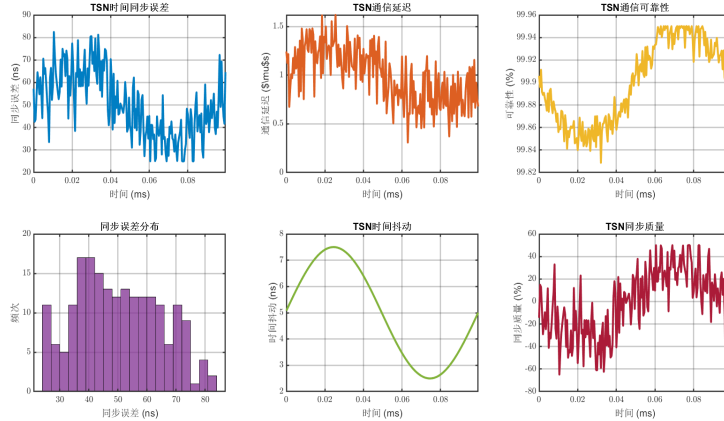 TSN时间同步误差
90
80
70
60
50
40
30
20
同步误差 (ns)
0 0.02 0.04 0.06 0.08
时间 (ms)
TSN通信延迟
1.5
1
0.5
0
通信延迟 ($\mu$s)
0 0.02 0.04 0.06 0.08
时间 (ms)
TSN通信可靠性
99.96
99.94
99.92
99.9
99.88
99.86
99.84
99.82
可靠性 (\%)
0 0.02 0.04 0.06 0.08
时间 (ms)
同步误差分布
20
15
10
5
0
频次
30 40 50 60 70 80
同步误差 (ns)
TSN时间抖动
8
7
6
5
4
3
2
时间抖动 (ns)
0 0.02 0.04 0.06 0.08
时间 (ms)
TSN同步质量
60
40
20
0
-20
-40
-60
-80
同步质量 (\%)
0 0.02 0.04 0.06 0.08
时间 (ms)